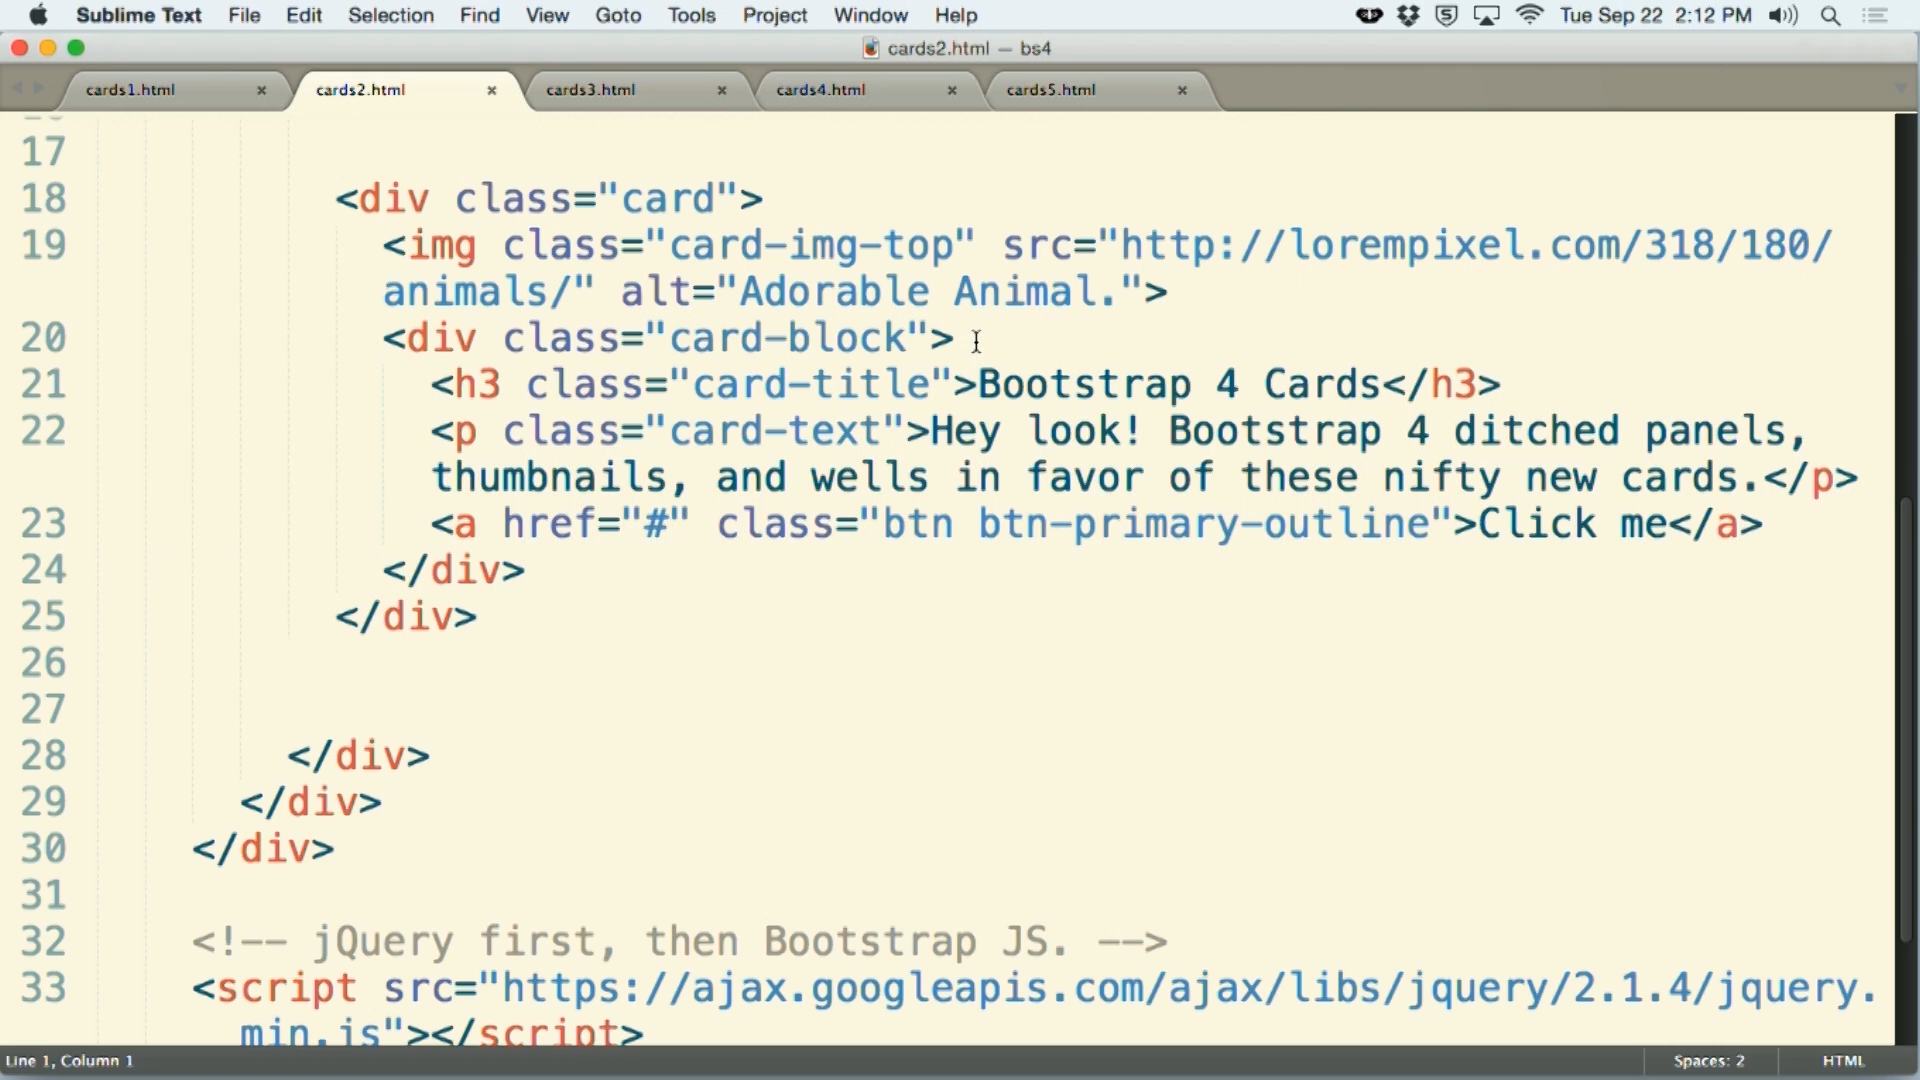 Sublime Text File Edit Selection Find View Goto Tools Project Window Help Tue Sep 22 2:12 PM
cards2.html — bs4
cards1.html × cards2.html × cards3.html × cards4.html × cards5.html ×
17
18 <div class="card">
19 <img class="card-img-top" src="http://lorempixel.com/318/180/
animals/" alt="Adorable Animal.">
20 <div class="card-block">
21 <h3 class="card-title">Bootstrap 4 Cards</h3>
22 <p class="card-text">Hey look! Bootstrap 4 ditched panels,
thumbnails, and wells in favor of these nifty new cards.</p>
23 <a href="#" class="btn btn-primary-outline">Click me</a>
24 </div>
25 </div>
26
27
28 </div>
29 </div>
30 </div>
31
32 <!-- jQuery first, then Bootstrap JS. -->
33 <script src="https://ajax.googleapis.com/ajax/libs/jquery/2.1.4/jquery.
min.js"></script>
Line 1, Column 1 Spaces: 2 HTML